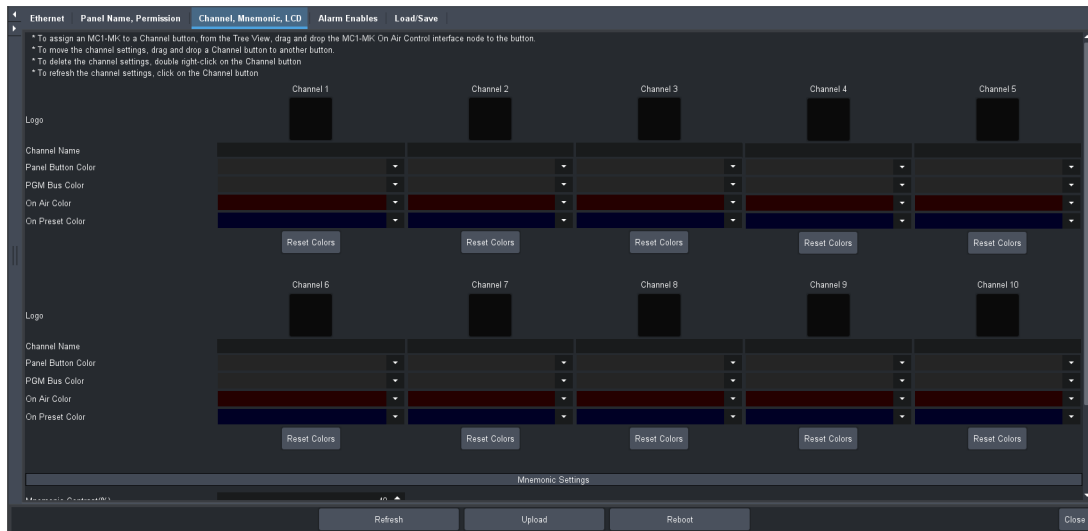 Ethernet Panel Name, Permission Channel, Mnemonic, LCD Alarm Enables Load/Save
* To assign an MC1-MK to a Channel button, from the Tree View, drag and drop the MC1-MK On Air Control interface node to the button.
* To move the channel settings, drag and drop a Channel button to another button.
* To delete the channel settings, double right-click on the Channel button
* To refresh the channel settings, click on the Channel button
Channel 1 Channel 2 Channel 3 Channel 4 Channel 5
Logo
Channel Name
Panel Button Color
PGM Bus Color
On Air Color
On Preset Color
Reset Colors Reset Colors Reset Colors Reset Colors Reset Colors
Channel 6 Channel 7 Channel 8 Channel 9 Channel 10
Logo
Channel Name
Panel Button Color
PGM Bus Color
On Air Color
On Preset Color
Reset Colors Reset Colors Reset Colors Reset Colors Reset Colors
Mnemonic Settings
Mnemonic Contrast(%) 40
Refresh Upload Reboot Close